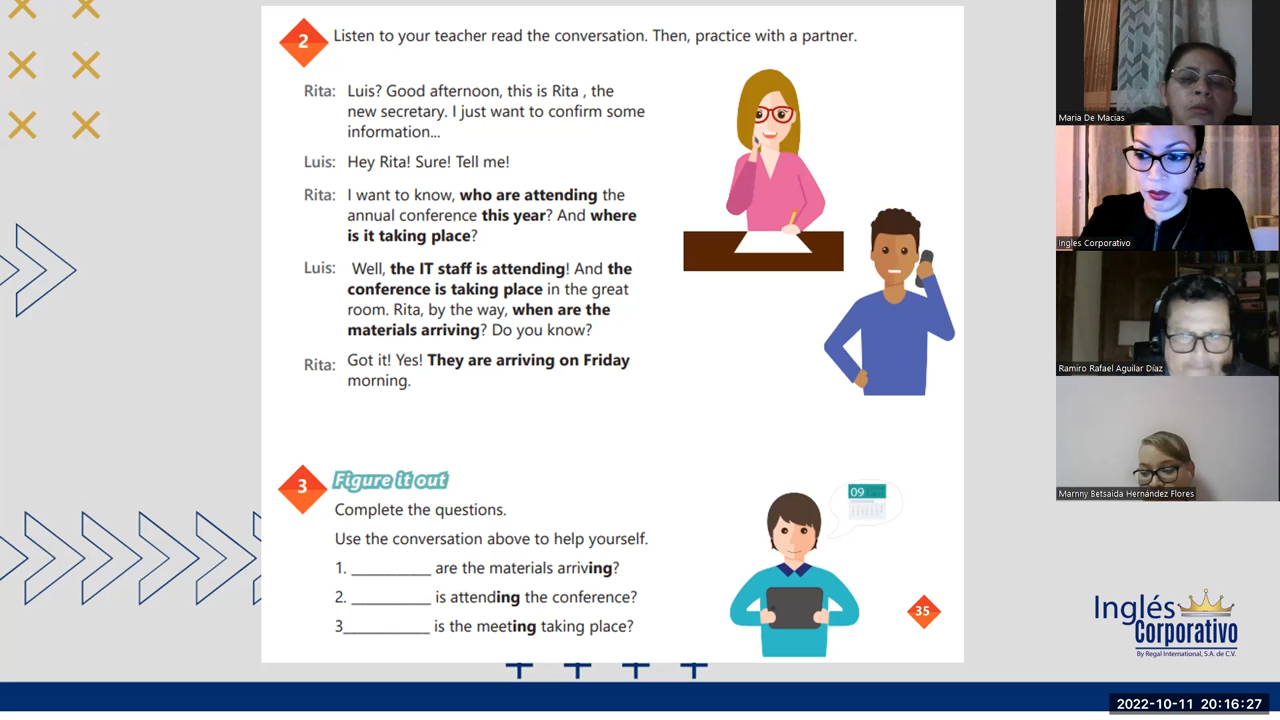 2
Listen to your teacher read the conversation. Then, practice with a partner.
Rita: Luis? Good afternoon, this is Rita , the
new secretary. I just want to confirm some
information...
Luis: Hey Rita! Sure! Tell me!
Rita: I want to know, who are attending the
annual conference this year? And where
is it taking place?
Luis: Well, the IT staff is attending! And the
conference is taking place in the great
room. Rita, by the way, when are the
materials arriving? Do you know?
Rita: Got it! Yes! They are arriving on Friday
morning.
3
Figure it out
Complete the questions.
Use the conversation above to help yourself.
1. __________ are the materials arriving?
2. __________ is attending the conference?
3___________ is the meeting taking place?
09
35
Maria De Macias
Ingles Corporativo
Ramiro Rafael Aguilar Díaz
Marnny Betsaida Hernández Flores
Inglés
Corporativo
By Regal International, S.A. de C.V.
2022-10-11 20:16:27